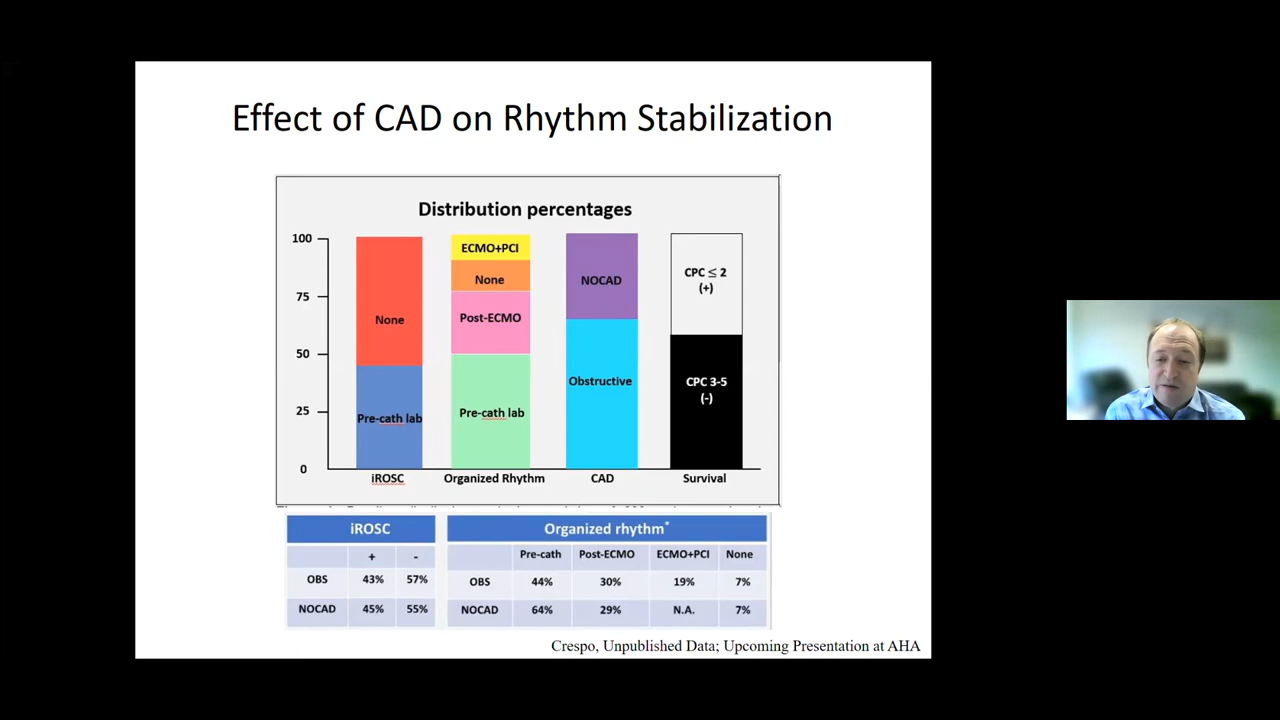 Effect of CAD on Rhythm Stabilization
Distribution percentages
100
75
50
25
0
None
Pre-cath lab
ECMO+PCI
None
Post-ECMO
Pre-cath lab
NOCAD
Obstructive
CPC ≤ 2
(+)
CPC 3-5
(-)
iROSC Organized Rhythm CAD Survival
iROSC
+ -
OBS 43% 57%
NOCAD 45% 55%
Organized rhythm*
Pre-cath Post-ECMO ECMO+PCI None
OBS 44% 30% 19% 7%
NOCAD 64% 29% N.A. 7%
Crespo, Unpublished Data; Upcoming Presentation at AHA